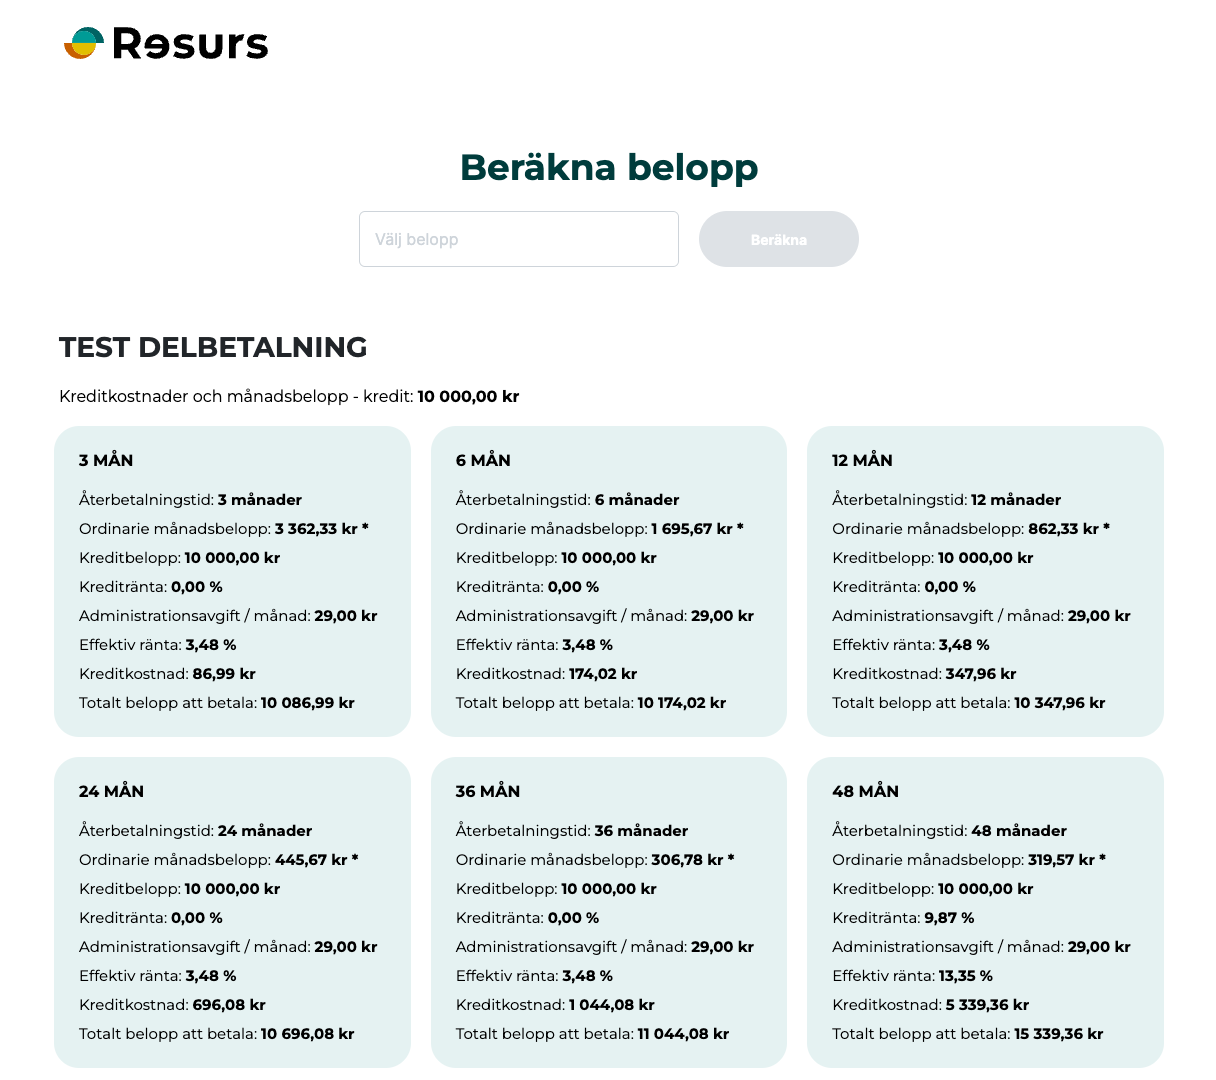 Resurs
Beräkna belopp
Välj belopp
Beräkna
TEST DELBETALNING
Kreditkostnader och månadsbelopp - kredit: 10 000,00 kr
3 MÅN
Återbetalningstid: 3 månader
Ordinarie månadsbelopp: 3 362,33 kr *
Kreditbelopp: 10 000,00 kr
Kreditränta: 0,00 %
Administrationsavgift / månad: 29,00 kr
Effektiv ränta: 3,48 %
Kreditkostnad: 86,99 kr
Totalt belopp att betala: 10 086,99 kr
6 MÅN
Återbetalningstid: 6 månader
Ordinarie månadsbelopp: 1 695,67 kr *
Kreditbelopp: 10 000,00 kr
Kreditränta: 0,00 %
Administrationsavgift / månad: 29,00 kr
Effektiv ränta: 3,48 %
Kreditkostnad: 174,02 kr
Totalt belopp att betala: 10 174,02 kr
12 MÅN
Återbetalningstid: 12 månader
Ordinarie månadsbelopp: 862,33 kr *
Kreditbelopp: 10 000,00 kr
Kreditränta: 0,00 %
Administrationsavgift / månad: 29,00 kr
Effektiv ränta: 3,48 %
Kreditkostnad: 347,96 kr
Totalt belopp att betala: 10 347,96 kr
24 MÅN
Återbetalningstid: 24 månader
Ordinarie månadsbelopp: 445,67 kr *
Kreditbelopp: 10 000,00 kr
Kreditränta: 0,00 %
Administrationsavgift / månad: 29,00 kr
Effektiv ränta: 3,48 %
Kreditkostnad: 696,08 kr
Totalt belopp att betala: 10 696,08 kr
36 MÅN
Återbetalningstid: 36 månader
Ordinarie månadsbelopp: 306,78 kr *
Kreditbelopp: 10 000,00 kr
Kreditränta: 0,00 %
Administrationsavgift / månad: 29,00 kr
Effektiv ränta: 3,48 %
Kreditkostnad: 1 044,08 kr
Totalt belopp att betala: 11 044,08 kr
48 MÅN
Återbetalningstid: 48 månader
Ordinarie månadsbelopp: 319,57 kr *
Kreditbelopp: 10 000,00 kr
Kreditränta: 9,87 %
Administrationsavgift / månad: 29,00 kr
Effektiv ränta: 13,35 %
Kreditkostnad: 5 339,36 kr
Totalt belopp att betala: 15 339,36 kr